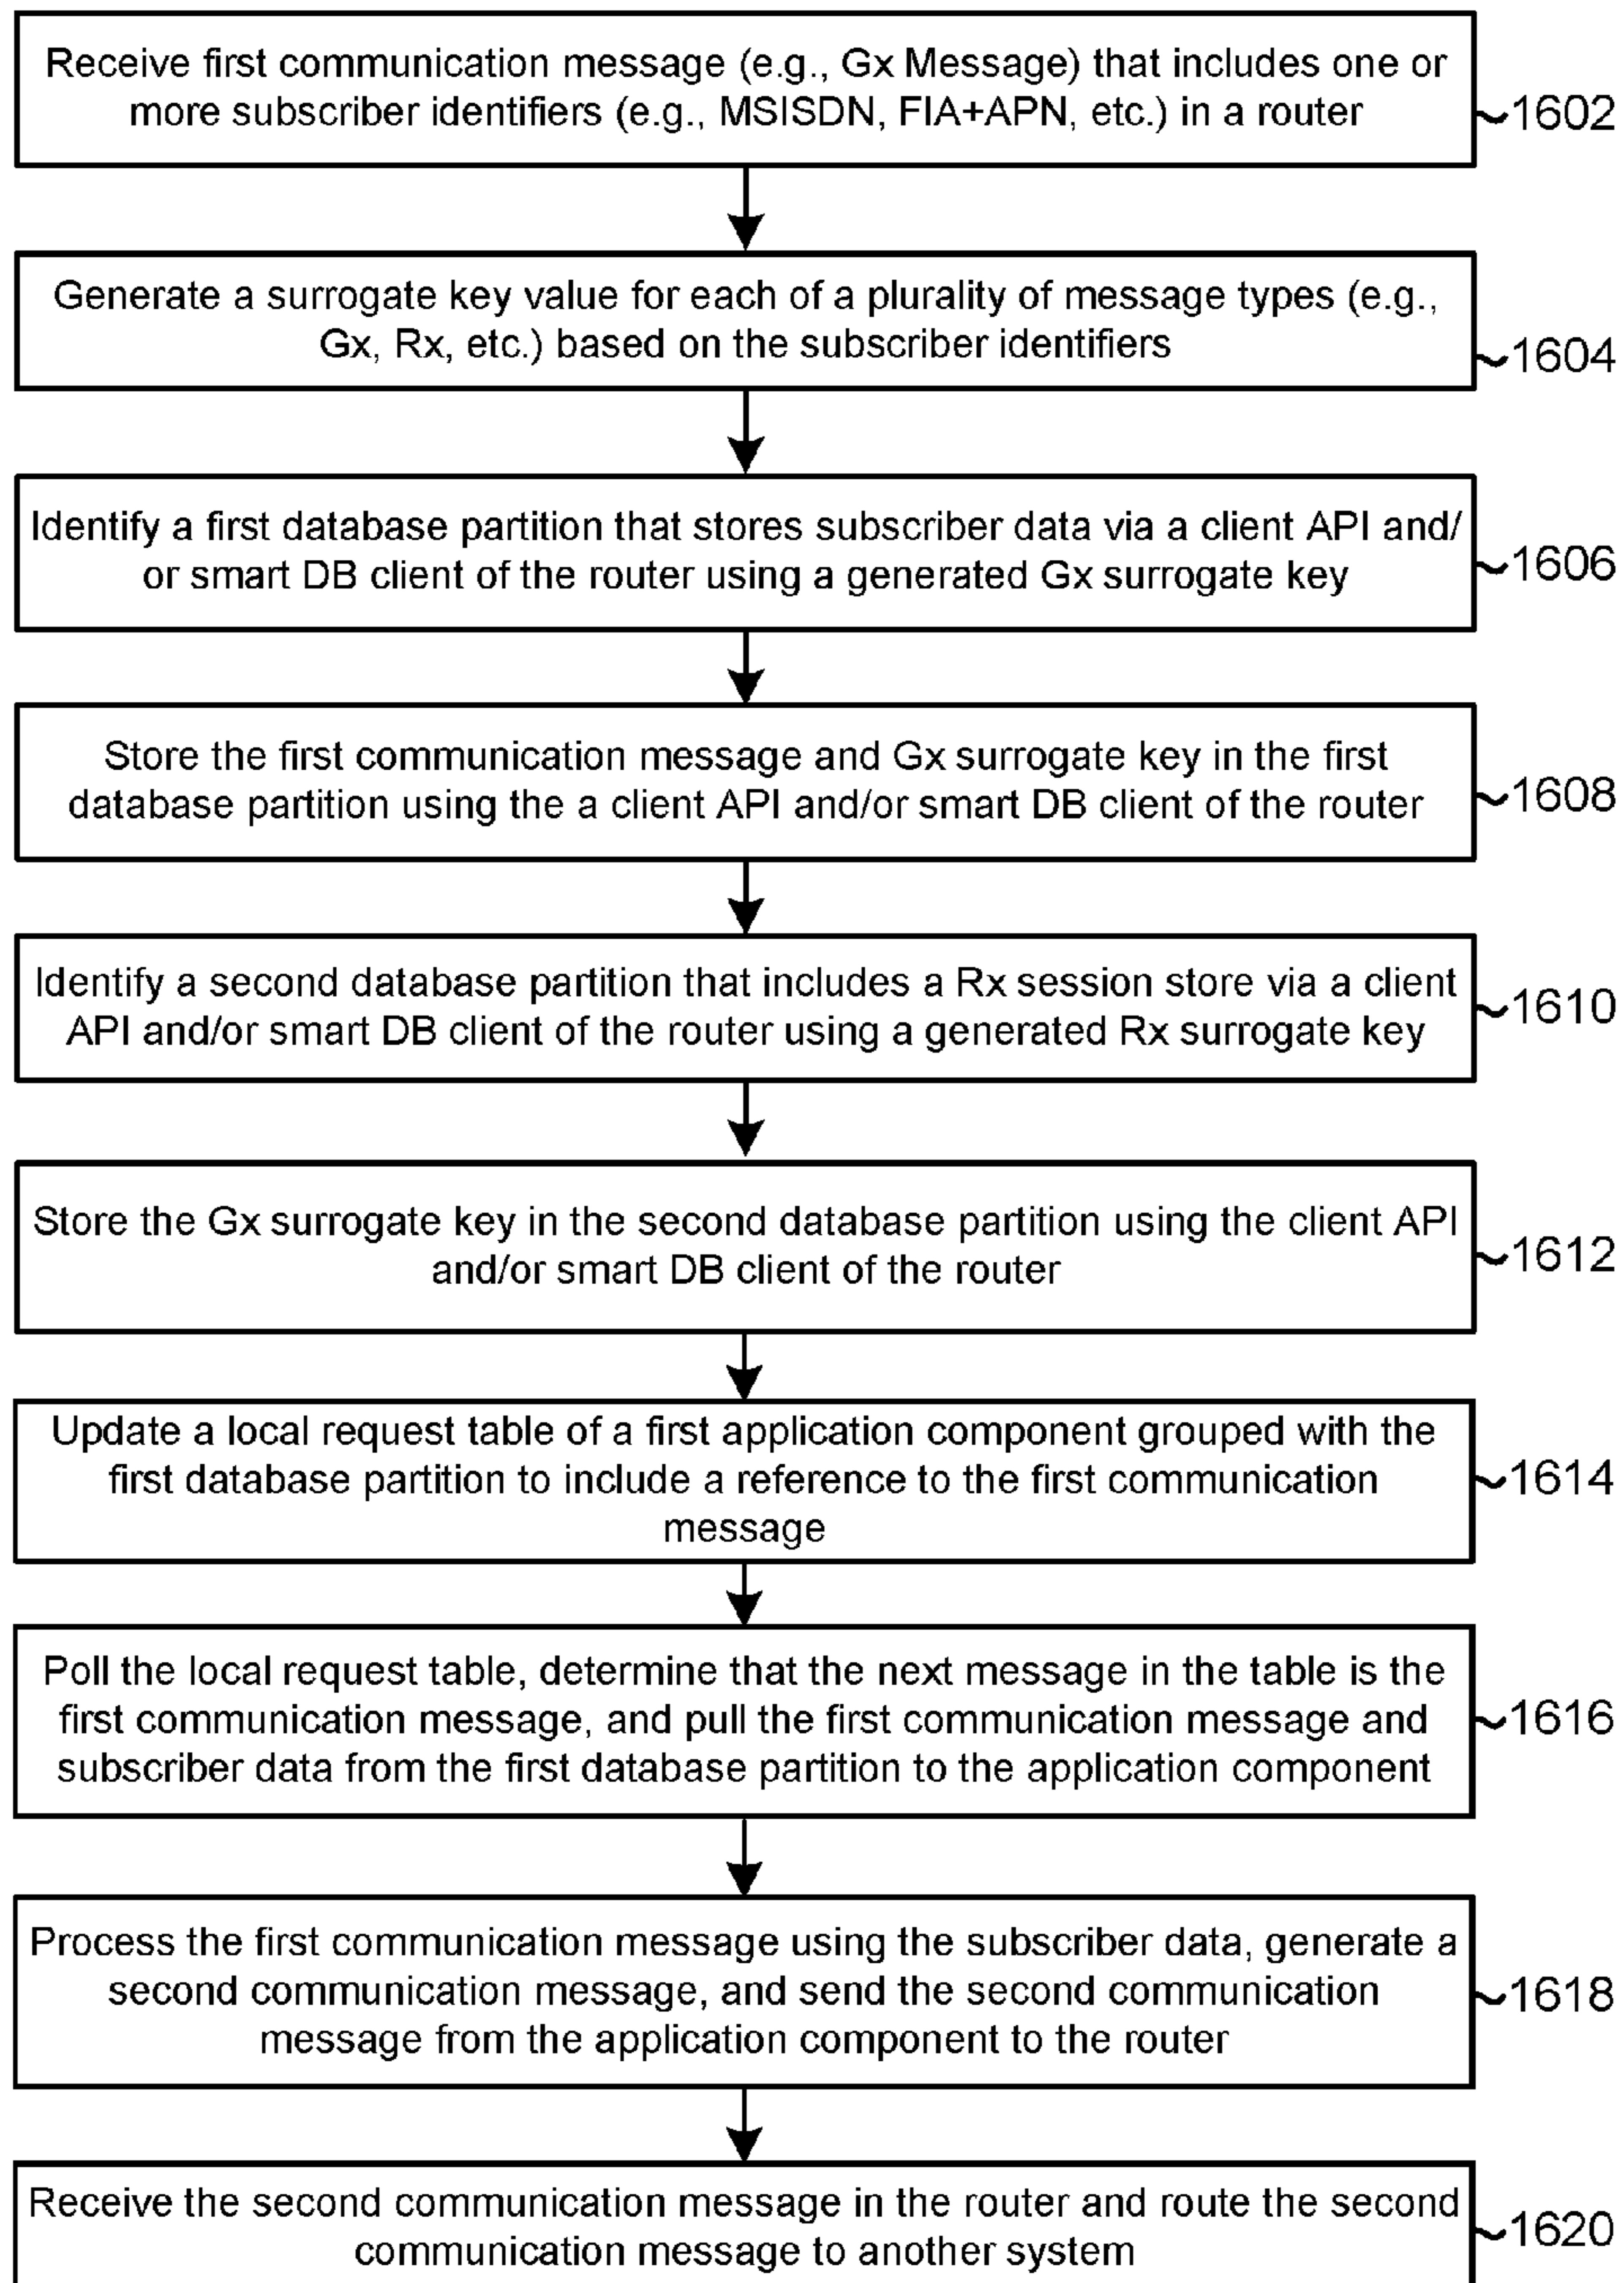 Receive first communication message (e.g., Gx Message) that includes one or
more subscriber identifiers (e.g., MSISDN, FIA+APN, etc.) in a router
1602
Generate a surrogate key value for each of a plurality of message types (e.g.,
Gx, Rx, etc.) based on the subscriber identifiers
1604
Identify a first database partition that stores subscriber data via a client API and/
or smart DB client of the router using a generated Gx surrogate key
1606
Store the first communication message and Gx surrogate key in the first
database partition using the a client API and/or smart DB client of the router
1608
Identify a second database partition that includes a Rx session store via a client
API and/or smart DB client of the router using a generated Rx surrogate key
1610
Store the Gx surrogate key in the second database partition using the client API
and/or smart DB client of the router
1612
Update a local request table of a first application component grouped with the
first database partition to include a reference to the first communication
message
1614
Poll the local request table, determine that the next message in the table is the
first communication message, and pull the first communication message and
subscriber data from the first database partition to the application component
1616
Process the first communication message using the subscriber data, generate a
second communication message, and send the second communication
message from the application component to the router
1618
Receive the second communication message in the router and route the second
communication message to another system
1620